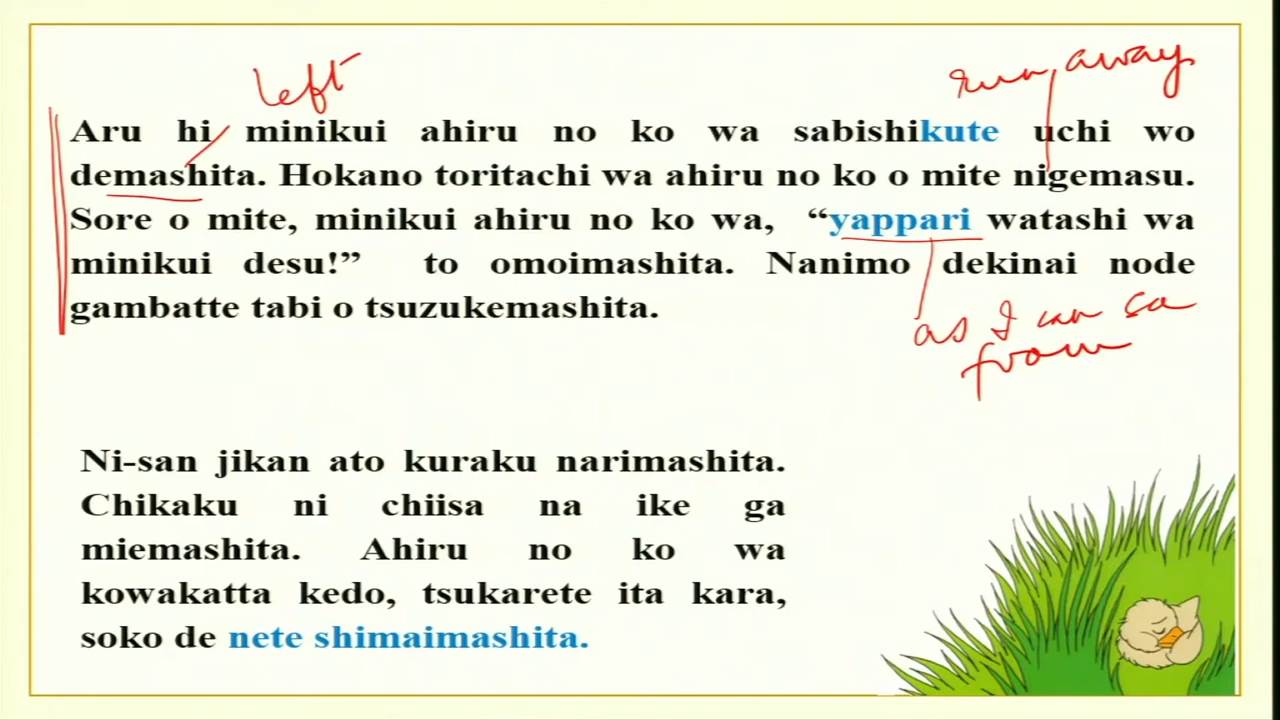 left
run away
Aru hi minikui ahiru no ko wa sabishikute uchi wo
demashita. Hokano toritachi wa ahiru no ko o mite nigemasu.
Sore o mite, minikui ahiru no ko wa, “yappari watashi wa
minikui desu!” to omoimashita. Nanimo dekinai node
gambatte tabi o tsuzukemashita.
as I can
from
Ni-san jikan ato kuraku narimashita.
Chikaku ni chiisa na ike ga
miemashita. Ahiru no ko wa
kowakatta kedo, tsukarete ita kara,
soko de nete shimaimashita.